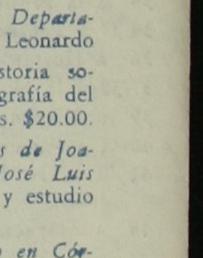 Departa-
Leonardo
storia so-
grafía del
s. $20.00.
s de Joa-
José Luis
y estudio
o en Cór-